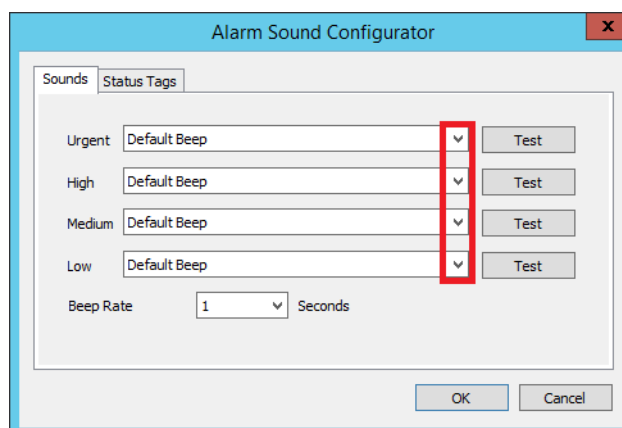 Alarm Sound Configurator
x
Sounds Status Tags
Urgent Default Beep Test
High Default Beep Test
Medium Default Beep Test
Low Default Beep Test
Beep Rate 1 Seconds
OK Cancel